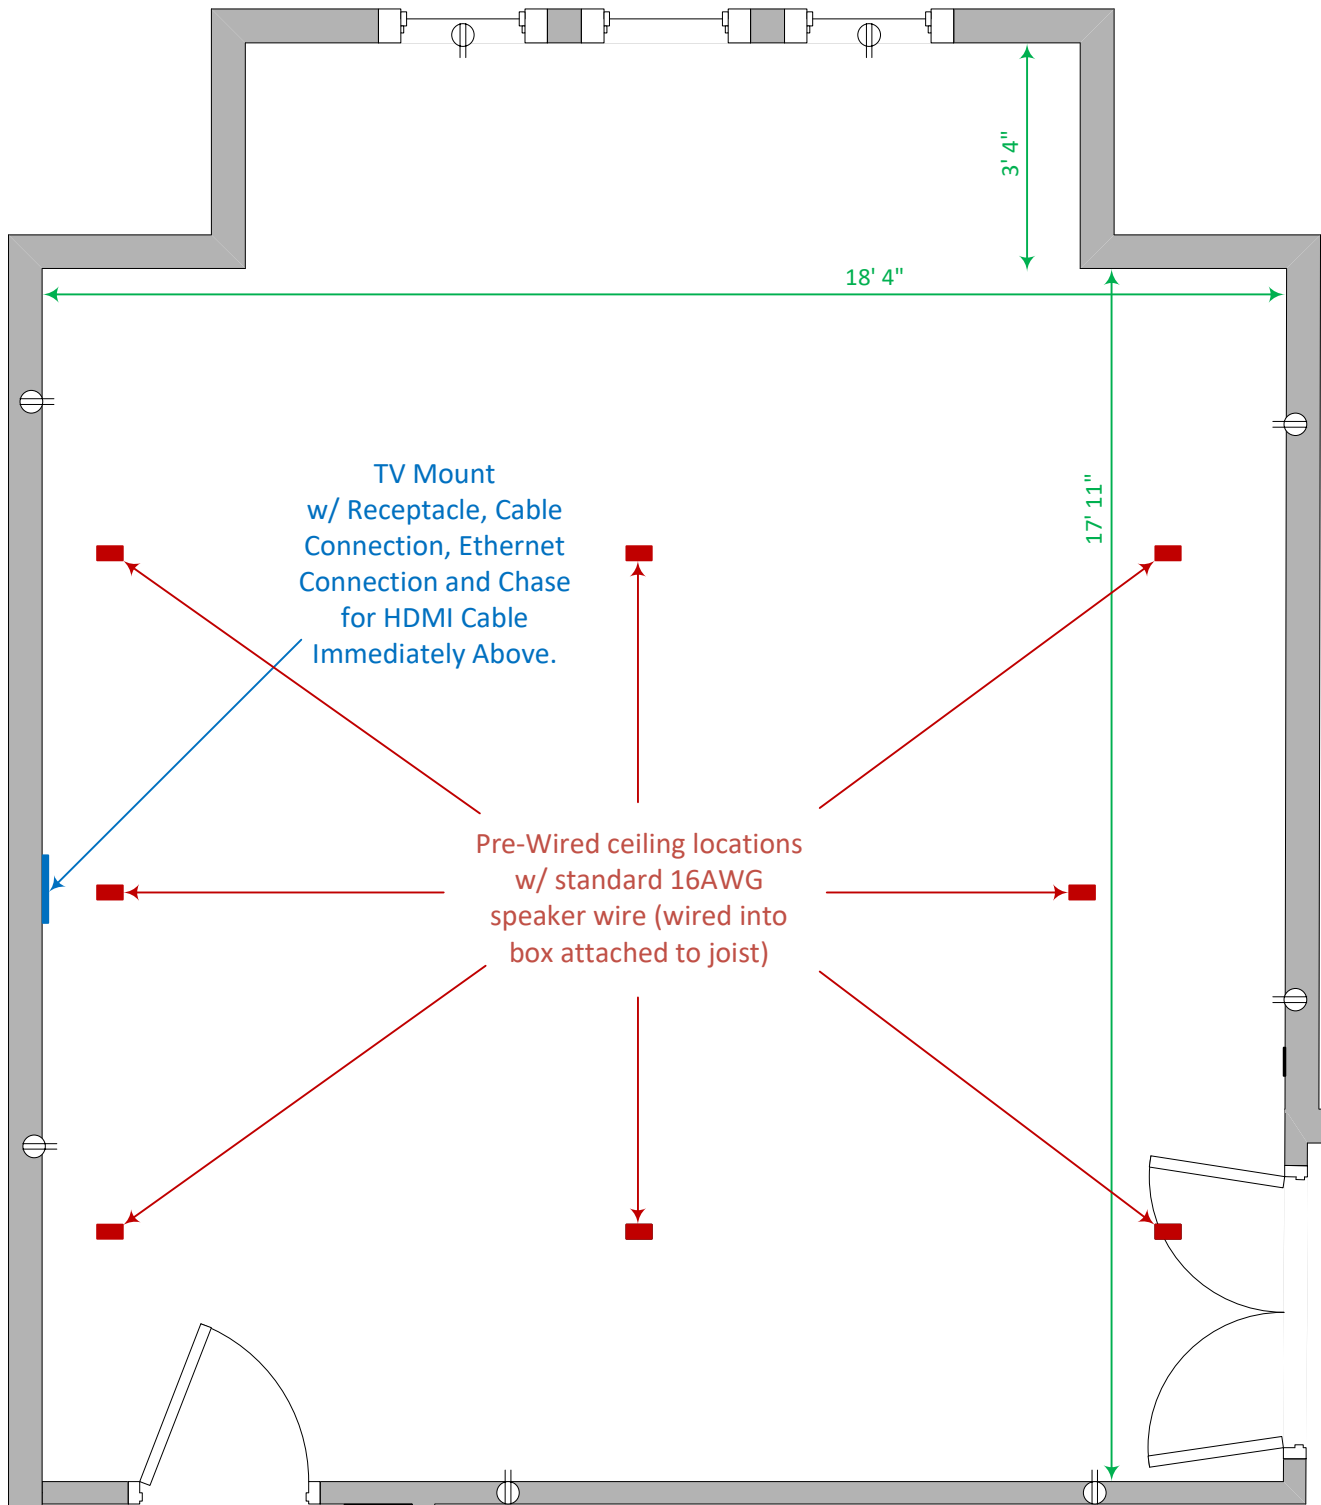 3' 4"
18' 4"
TV Mount
w/ Receptacle, Cable
Connection, Ethernet
Connection and Chase
for HDMI Cable
Immediately Above.
17' 11"
Pre-Wired ceiling locations
w/ standard 16AWG
speaker wire (wired into
box attached to joist)